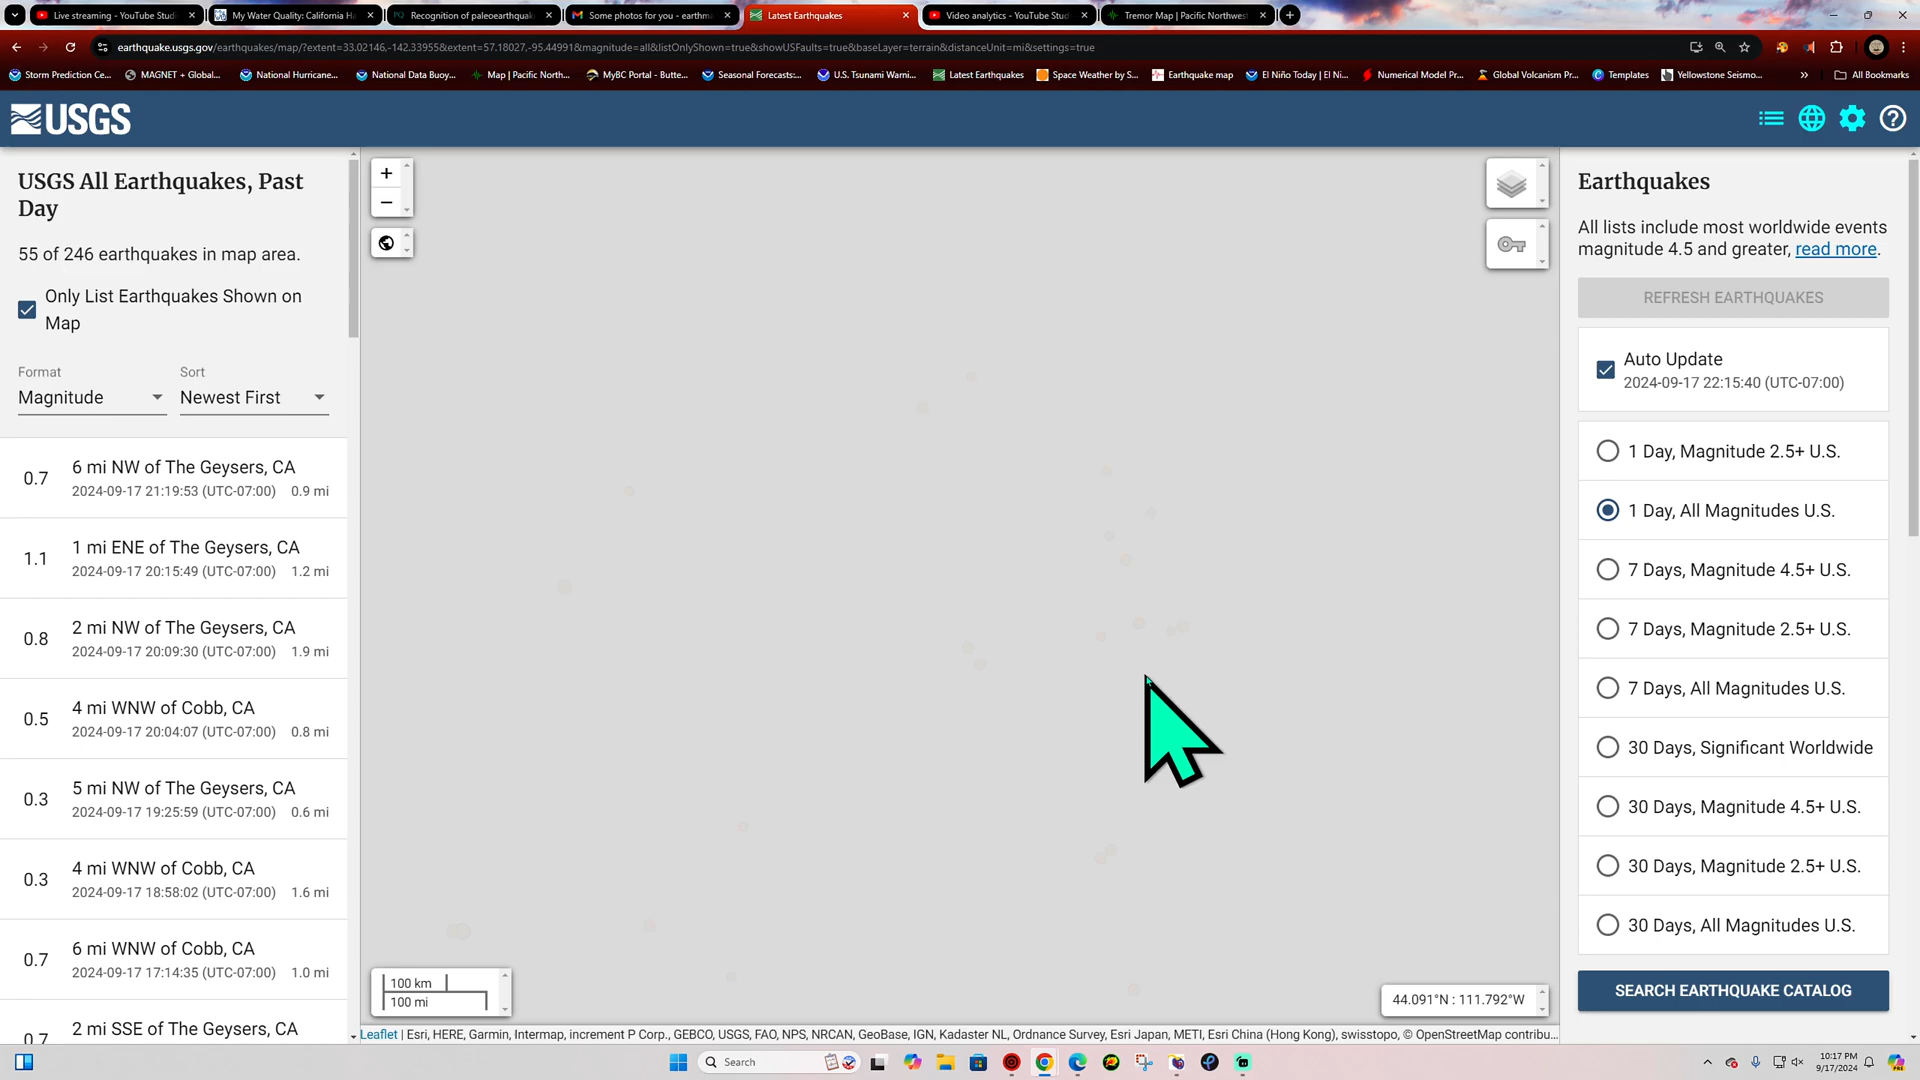 Live streaming - YouTube Studi
My Water Quality: California Ha
Recognition of paleoearthquak
Some photos for you - earthma
Latest Earthquakes
Video analytics - YouTube Studi
Tremor Map | Pacific Northwest
earthquake.usgs.gov/earthquakes/map/?extent=33.02146,-142.33955&extent=57.18027,-95.44991&magnitude=all&listOnlyShown=true&showUSFaults=true&baseLayer=terrain&distanceUnit=mi&settings=true
Storm Prediction Ce...
MAGNET + Global...
National Hurricane...
National Data Buoy...
Map | Pacific North...
MyBC Portal - Butte...
Seasonal Forecasts:...
U.S. Tsunami Warni...
Latest Earthquakes
Space Weather by S...
Earthquake map
El Niño Today | El Ni...
Numerical Model Pr...
Global Volcanism Pr...
Templates
Yellowstone Seismo...
All Bookmarks
USGS
USGS All Earthquakes, Past
Day
55 of 246 earthquakes in map area.
Only List Earthquakes Shown on
Map
Format
Sort
Magnitude
Newest First
0.7
6 mi NW of The Geysers, CA
2024-09-17 21:19:53 (UTC-07:00) 0.9 mi
1.1
1 mi ENE of The Geysers, CA
2024-09-17 20:15:49 (UTC-07:00) 1.2 mi
0.8
2 mi NW of The Geysers, CA
2024-09-17 20:09:30 (UTC-07:00) 1.9 mi
0.5
4 mi WNW of Cobb, CA
2024-09-17 20:04:07 (UTC-07:00) 0.8 mi
0.3
5 mi NW of The Geysers, CA
2024-09-17 19:25:59 (UTC-07:00) 0.6 mi
0.3
4 mi WNW of Cobb, CA
2024-09-17 18:58:02 (UTC-07:00) 1.6 mi
0.7
6 mi WNW of Cobb, CA
2024-09-17 17:14:35 (UTC-07:00) 1.0 mi
0.7
2 mi SSE of The Geysers, CA
+
−
100 km
100 mi
44.091°N : 111.792°W
Leaflet | Esri, HERE, Garmin, Intermap, increment P Corp., GEBCO, USGS, FAO, NPS, NRCAN, GeoBase, IGN, Kadaster NL, Ordnance Survey, Esri Japan, METI, Esri China (Hong Kong), swisstopo, © OpenStreetMap contribu...
Earthquakes
All lists include most worldwide events
magnitude 4.5 and greater, read more.
REFRESH EARTHQUAKES
Auto Update
2024-09-17 22:15:40 (UTC-07:00)
1 Day, Magnitude 2.5+ U.S.
1 Day, All Magnitudes U.S.
7 Days, Magnitude 4.5+ U.S.
7 Days, Magnitude 2.5+ U.S.
7 Days, All Magnitudes U.S.
30 Days, Significant Worldwide
30 Days, Magnitude 4.5+ U.S.
30 Days, Magnitude 2.5+ U.S.
30 Days, All Magnitudes U.S.
SEARCH EARTHQUAKE CATALOG
Search
10:17 PM
9/17/2024